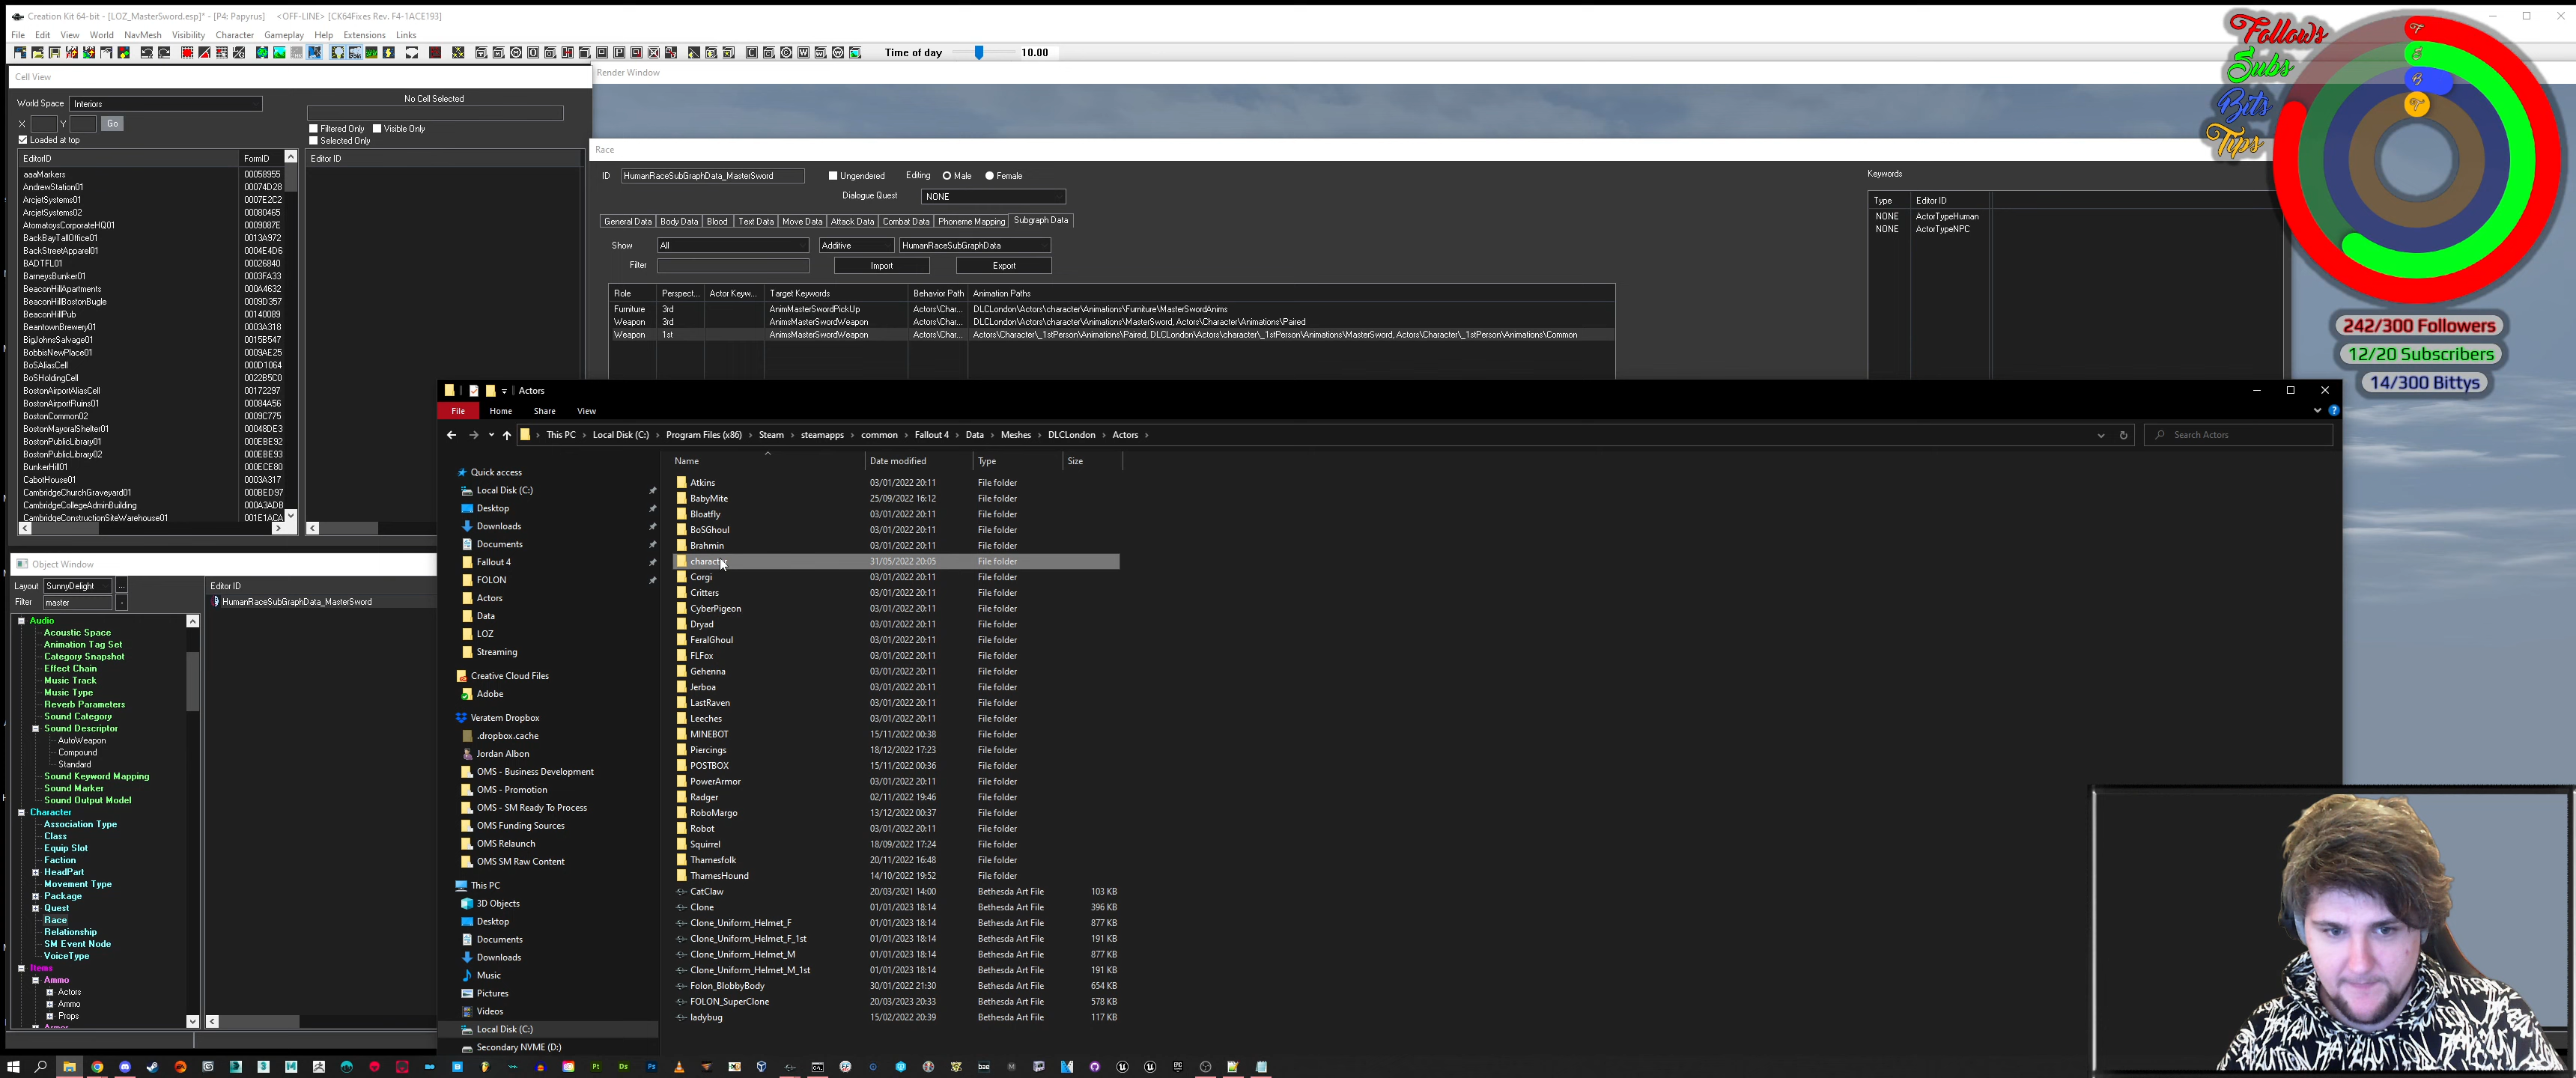 Creation Kit 64-bit - [LOZ_MasterSword.esp]* - [P4: Papyrus] <OFF-LINE> [CK64Fixes Rev. F4-1ACE193]
File Edit View World NavMesh Visibility Character Gameplay Help Extensions Links
Time of day 10.00
Cell View
Render Window
World Space Interiors
No Cell Selected
X Y Go
Filtered Only Visible Only
Loaded at top
Selected Only
EditorID FormID
Editor ID
aaaMarkers 00058955
AndrewStation01 00074D28
ArcjetSystems01 0007E2C2
ArcjetSystems02 00080465
AtomatoysCorporateHQ01 0009087E
BackBayTallOffice01 0013A972
BackStreetApparel01 0004E4D6
BADTFL01 00026840
BarneysBunker01 0003FA33
BeaconHillApartments 000A4632
BeaconHillBostonBugle 0009D357
BeaconHillPub 00140089
BeantownBrewery01 0003A318
BigJohnsSalvage01 0015B547
BobbisNewPlace01 0009AE25
BoSAliasCell 000D1064
BoSHoldingCell 0022B5C0
BostonAirportAliasCell 00172297
BostonAirportRuins01 00084A56
BostonCommon02 0009C775
BostonMayoralShelter01 00048DE3
BostonPublicLibrary01 000EBE92
BostonPublicLibrary02 000EBE93
BunkerHill01 000ECE80
CabotHouse01 0003A317
CambridgeChurchGraveyard01 000BED97
CambridgeCollegeAdminBuilding 000A3ADB
CambridgeConstructionSiteWarehouse01 001E1ACA
Race
ID HumanRaceSubGraphData_MasterSword
Ungendered Editing Male Female
Dialogue Quest NONE
General Data Body Data Blood Text Data Move Data Attack Data Combat Data Phoneme Mapping Subgraph Data
Show All Additive HumanRaceSubGraphData
Filter Import Export
Role Perspect... Actor Keyw... Target Keywords Behavior Path Animation Paths
Furniture 3rd AnimMasterSwordPickUp Actors\Char... DLCLondon\Actors\character\Animations\Furniture\MasterSwordAnims
Weapon 3rd AnimsMasterSwordWeapon Actors\Char... DLCLondon\Actors\character\Animations\MasterSword, Actors\Character\Animations\Paired
Weapon 1st AnimsMasterSwordWeapon Actors\Char... Actors\Character\_1stPerson\Animations\Paired, DLCLondon\Actors\character\_1stPerson\Animations\MasterSword, Actors\Character\_1stPerson\Animations\Common
Keywords
Type Editor ID
NONE ActorTypeHuman
NONE ActorTypeNPC
Follows
Subs
Bits
Tips
242/300 Followers
12/20 Subscribers
14/300 Bittys
Actors
File Home Share View
This PC Local Disk (C:) Program Files (x86) Steam steamapps common Fallout 4 Data Meshes DLCLondon Actors
Search Actors
Quick access
Local Disk (C:)
Desktop
Downloads
Documents
Fallout 4
FOLON
Actors
Data
LOZ
Streaming
Creative Cloud Files
Adobe
Veratem Dropbox
.dropbox.cache
Jordan Albon
OMS - Business Development
OMS - Promotion
OMS - SM Ready To Process
OMS Funding Sources
OMS Relaunch
OMS SM Raw Content
This PC
3D Objects
Desktop
Documents
Downloads
Music
Pictures
Videos
Local Disk (C:)
Secondary NVME (D:)
Name Date modified Type Size
Atkins 03/01/2022 20:11 File folder
BabyMite 25/09/2022 16:12 File folder
Bloatfly 03/01/2022 20:11 File folder
BoSGhoul 03/01/2022 20:11 File folder
Brahmin 03/01/2022 20:11 File folder
character 31/05/2022 20:05 File folder
Corgi 03/01/2022 20:11 File folder
Critters 03/01/2022 20:11 File folder
CyberPigeon 03/01/2022 20:11 File folder
Dryad 03/01/2022 20:11 File folder
FeralGhoul 03/01/2022 20:11 File folder
FLFox 03/01/2022 20:11 File folder
Gehenna 03/01/2022 20:11 File folder
Jerboa 03/01/2022 20:11 File folder
LastRaven 03/01/2022 20:11 File folder
Leeches 03/01/2022 20:11 File folder
MINEBOT 15/11/2022 00:38 File folder
Piercings 18/12/2022 17:23 File folder
POSTBOX 15/11/2022 00:36 File folder
PowerArmor 03/01/2022 20:11 File folder
Radger 02/11/2022 19:46 File folder
RoboMargo 13/12/2022 00:37 File folder
Robot 03/01/2022 20:11 File folder
Squirrel 18/09/2022 17:24 File folder
Thamesfolk 20/11/2022 16:48 File folder
ThamesHound 14/10/2022 19:52 File folder
CatClaw 20/03/2021 14:00 Bethesda Art File 103 KB
Clone 01/01/2023 18:14 Bethesda Art File 396 KB
Clone_Uniform_Helmet_F 01/01/2023 18:14 Bethesda Art File 877 KB
Clone_Uniform_Helmet_F_1st 01/01/2023 18:14 Bethesda Art File 191 KB
Clone_Uniform_Helmet_M 01/01/2023 18:14 Bethesda Art File 877 KB
Clone_Uniform_Helmet_M_1st 01/01/2023 18:14 Bethesda Art File 191 KB
Folon_BlobbyBody 30/01/2022 21:30 Bethesda Art File 654 KB
FOLON_SuperClone 20/03/2023 20:33 Bethesda Art File 578 KB
ladybug 15/02/2022 20:39 Bethesda Art File 117 KB
Object Window
Layout SunnyDelight ...
Filter master
Editor ID
HumanRaceSubGraphData_MasterSword
Audio
Acoustic Space
Animation Tag Set
Category Snapshot
Effect Chain
Music Track
Music Type
Reverb Parameters
Sound Category
Sound Descriptor
AutoWeapon
Compound
Standard
Sound Keyword Mapping
Sound Marker
Sound Output Model
Character
Association Type
Class
Equip Slot
Faction
HeadPart
Movement Type
Package
Quest
Race
Relationship
SM Event Node
VoiceType
Items
Ammo
Actors
Ammo
Props
Armor